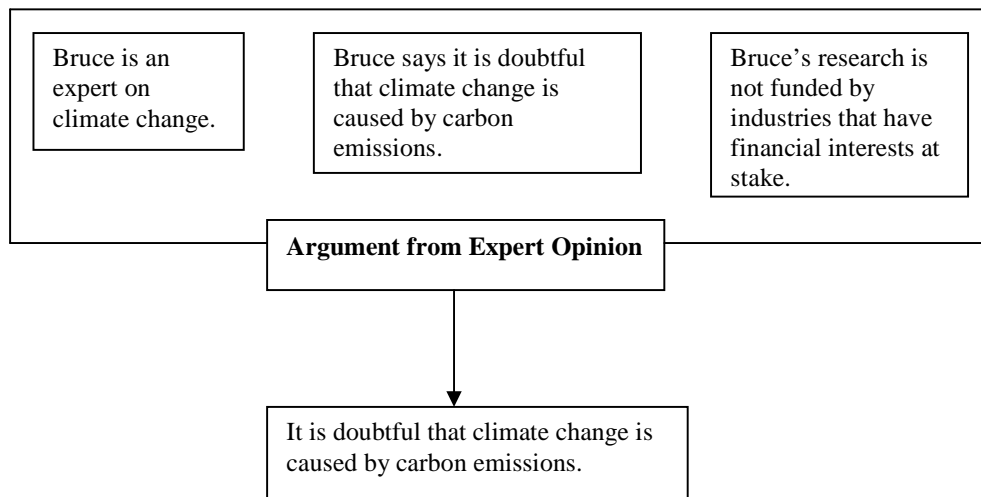 Bruce is an
expert on
climate change.
Bruce says it is doubtful
that climate change is
caused by carbon
emissions.
Bruce’s research is
not funded by
industries that have
financial interests at
stake.
Argument from Expert Opinion
It is doubtful that climate change is
caused by carbon emissions.